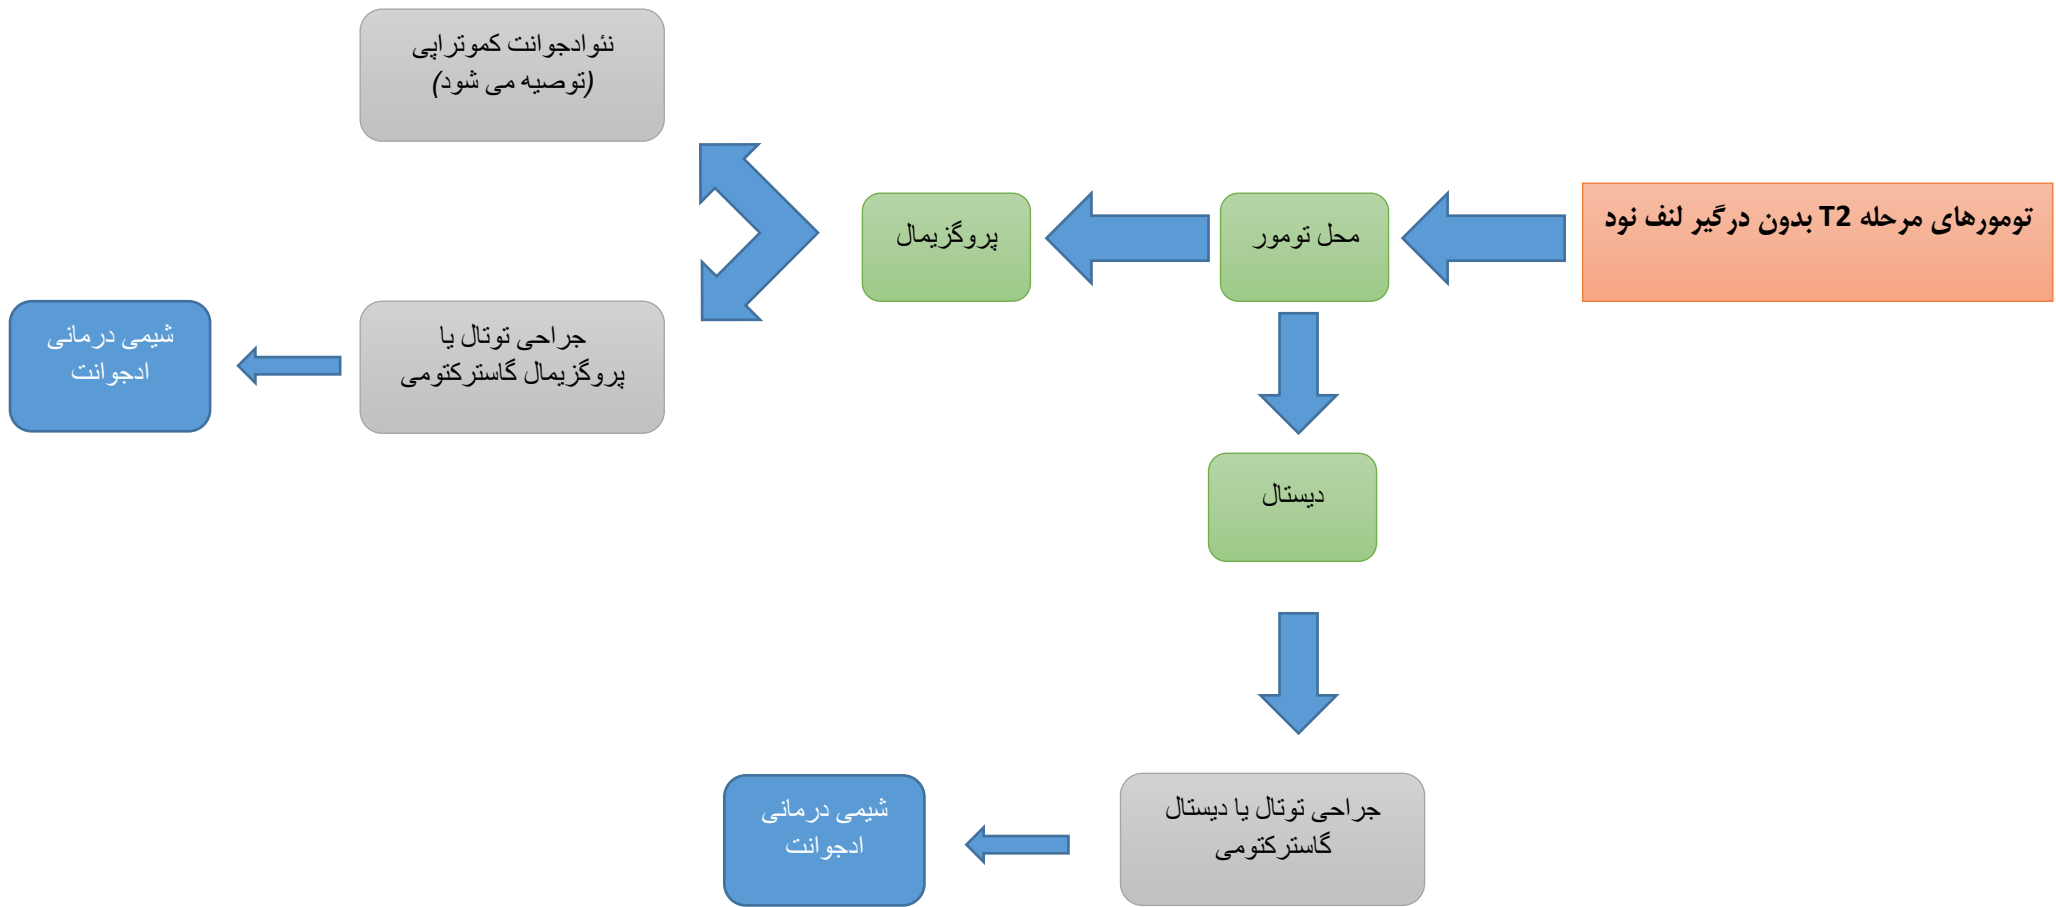 تومورهای مرحله T2 بدون درگیر لنف نود
محل تومور
پروگزیمال
نئوادجوانت کموتراپی
(توصیه می شود)
جراحی توتال یا
پروگزیمال گاسترکتومی
شیمی درمانی
ادجوانت
دیستال
جراحی توتال یا دیستال
گاسترکتومی
شیمی درمانی
ادجوانت